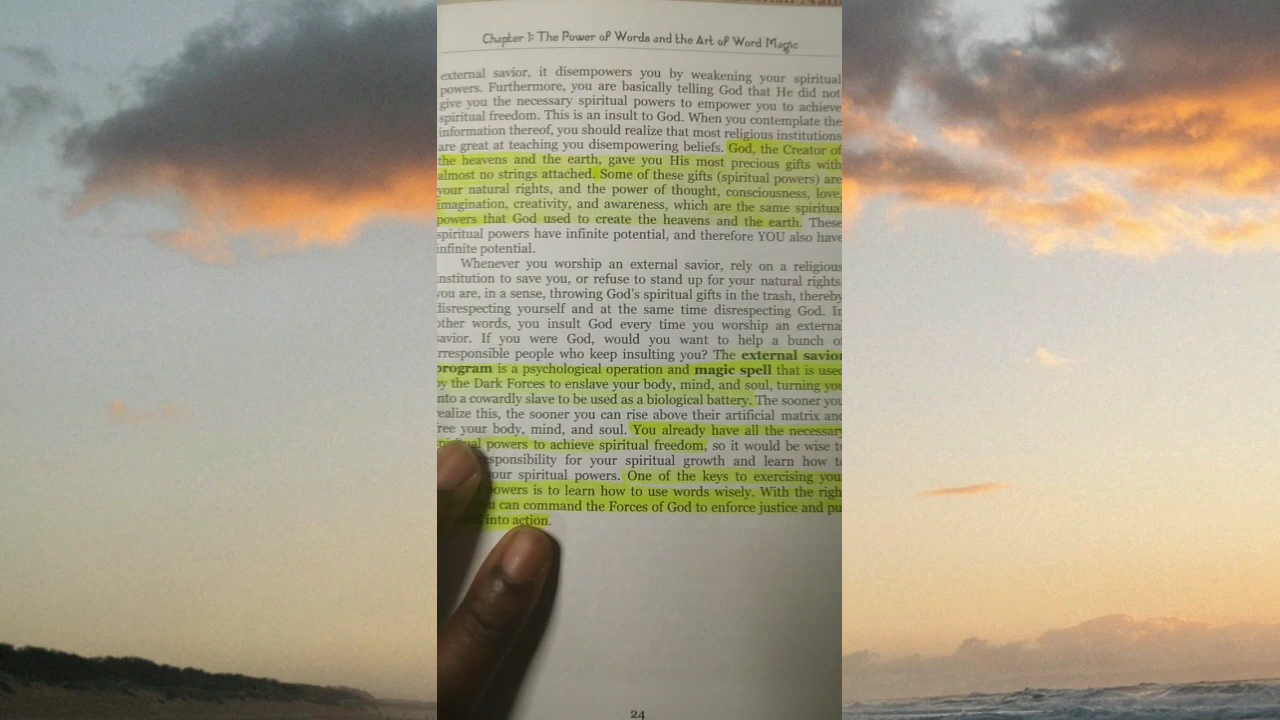 Chapter 1: The Power of Words and the Art of Word Magic
external savior, it disempowers you by weakening your spiritual
powers. Furthermore, you are basically telling God that He did not
give you the necessary spiritual powers to empower you to achieve
spiritual freedom. This is an insult to God. When you contemplate the
information thereof, you should realize that most religious institutions
are great at teaching you disempowering beliefs. God, the Creator of
the heavens and the earth, gave you His most precious gifts with
almost no strings attached. Some of these gifts (spiritual powers) are
your natural rights, and the power of thought, consciousness, love,
imagination, creativity, and awareness, which are the same spiritual
powers that God used to create the heavens and the earth. These
spiritual powers have infinite potential, and therefore YOU also have
infinite potential.
Whenever you worship an external savior, rely on a religious
institution to save you, or refuse to stand up for your natural rights,
you are, in a sense, throwing God's spiritual gifts in the trash, thereby
disrespecting yourself and at the same time disrespecting God. In
other words, you insult God every time you worship an external
savior. If you were God, would you want to help a bunch of
irresponsible people who keep insulting you? The external savior
program is a psychological operation and magic spell that is used
by the Dark Forces to enslave your body, mind, and soul, turning you
into a cowardly slave to be used as a biological battery. The sooner you
realize this, the sooner you can rise above their artificial matrix and
free your body, mind, and soul. You already have all the necessary
spiritual powers to achieve spiritual freedom, so it would be wise to
responsibility for your spiritual growth and learn how to
your spiritual powers. One of the keys to exercising your
powers is to learn how to use words wisely. With the right
can command the Forces of God to enforce justice and put
into action.
24